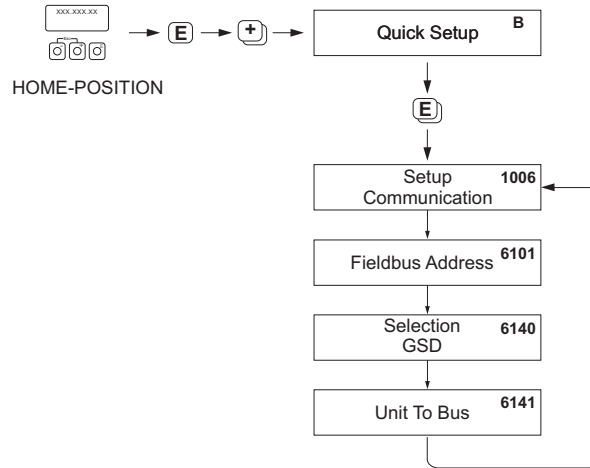 xxx.xxx.xx
Esc
E
+
Quick Setup B
HOME-POSITION
E
Setup 1006
Communication
Fieldbus Address 6101
Selection 6140
GSD
Unit To Bus 6141